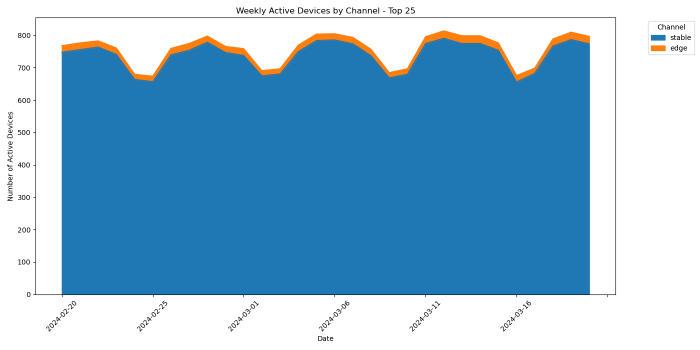 Weekly Active Devices by Channel - Top 25
Channel
stable
edge
Number of Active Devices
800
700
600
500
400
300
200
100
0
2024-02-20
2024-02-25
2024-03-01
2024-03-06
2024-03-11
2024-03-16
Date